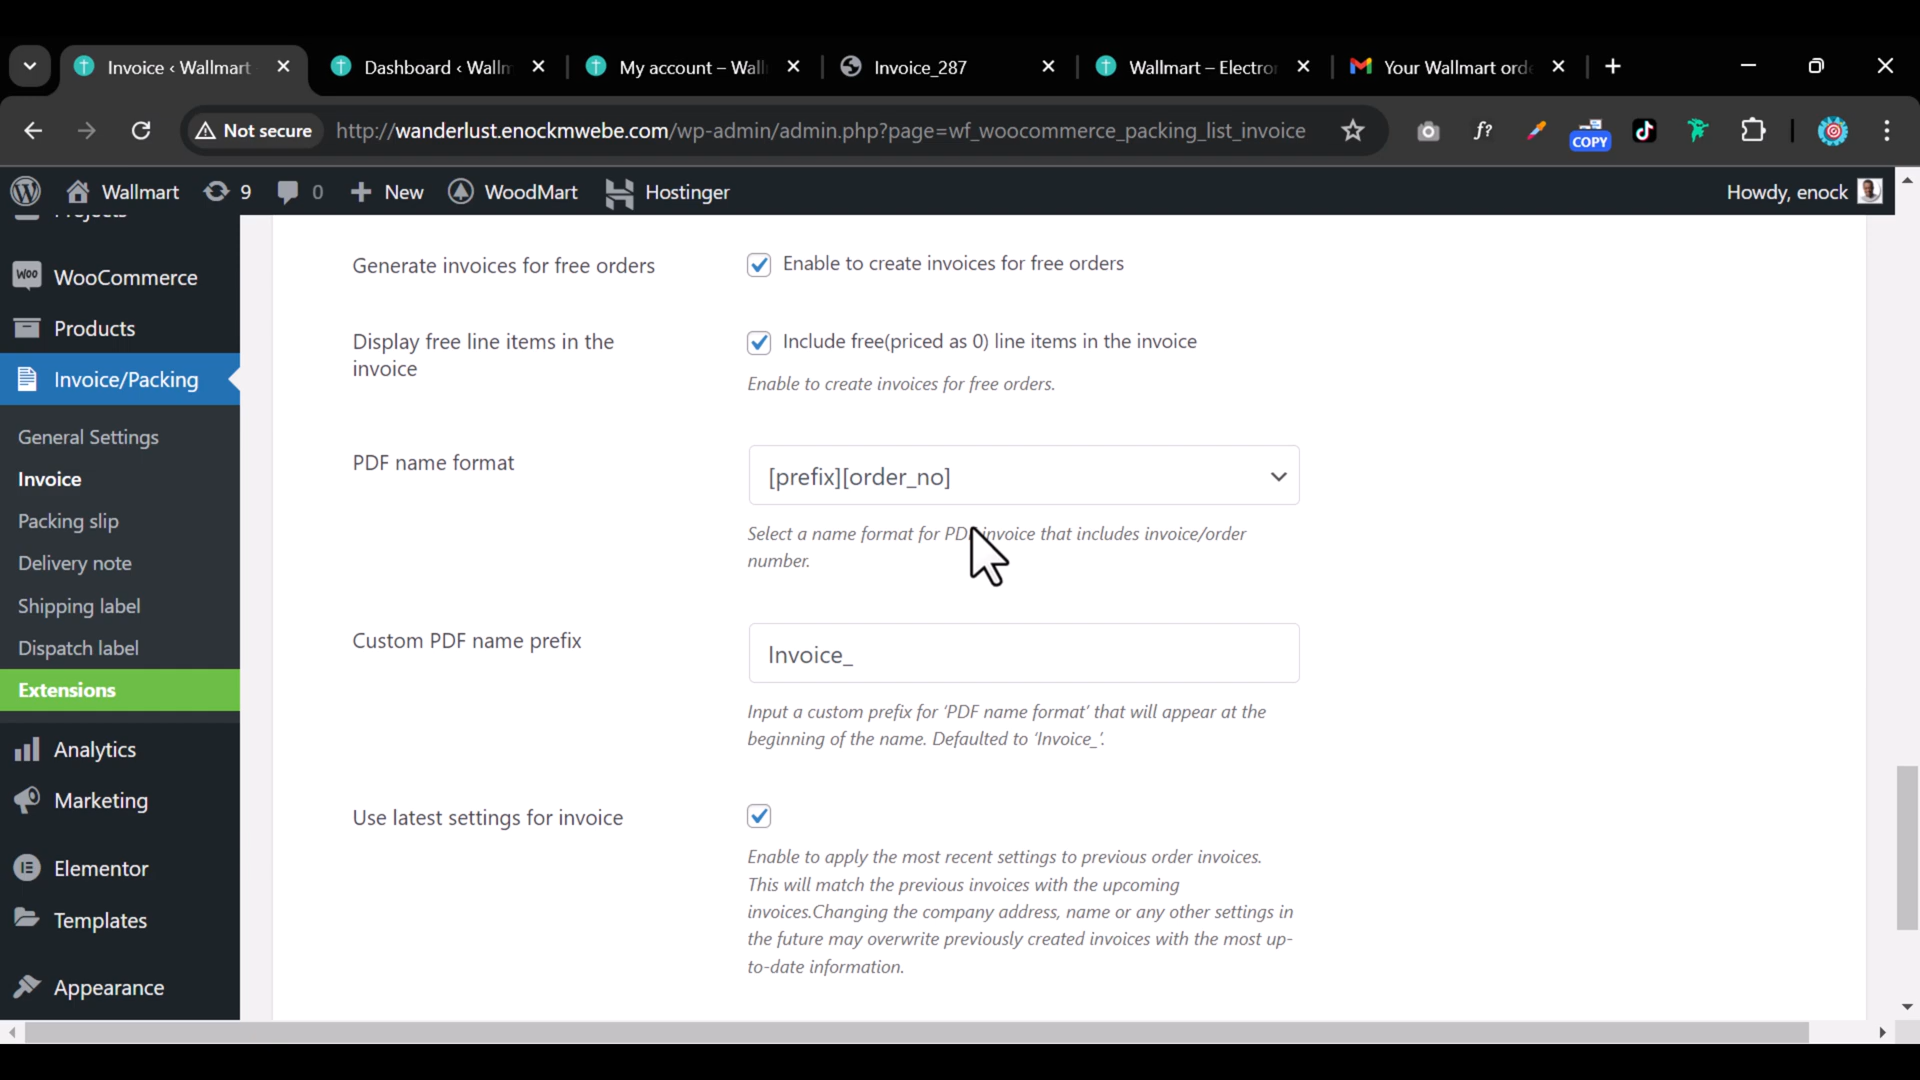 Invoice ‹ Wallmart
Dashboard ‹ Wallm
My account – Wall
Invoice_287
Wallmart – Electro
Your Wallmart ord
Not secure
http://wanderlust.enockmwebe.com/wp-admin/admin.php?page=wf_woocommerce_packing_list_invoice
f?
COPY
Wallmart
9
0
New
WoodMart
Hostinger
Howdy, enock
Projects
Woo WooCommerce
Products
Invoice/Packing
General Settings
Invoice
Packing slip
Delivery note
Shipping label
Dispatch label
Extensions
Analytics
Marketing
Elementor
Templates
Appearance
Generate invoices for free orders
Enable to create invoices for free orders
Display free line items in the
invoice
Include free(priced as 0) line items in the invoice
Enable to create invoices for free orders.
PDF name format
[prefix][order_no]
Select a name format for PDF invoice that includes invoice/order
number.
Custom PDF name prefix
Invoice_
Input a custom prefix for ‘PDF name format’ that will appear at the
beginning of the name. Defaulted to ‘Invoice_’.
Use latest settings for invoice
Enable to apply the most recent settings to previous order invoices.
This will match the previous invoices with the upcoming
invoices.Changing the company address, name or any other settings in
the future may overwrite previously created invoices with the most up-
to-date information.